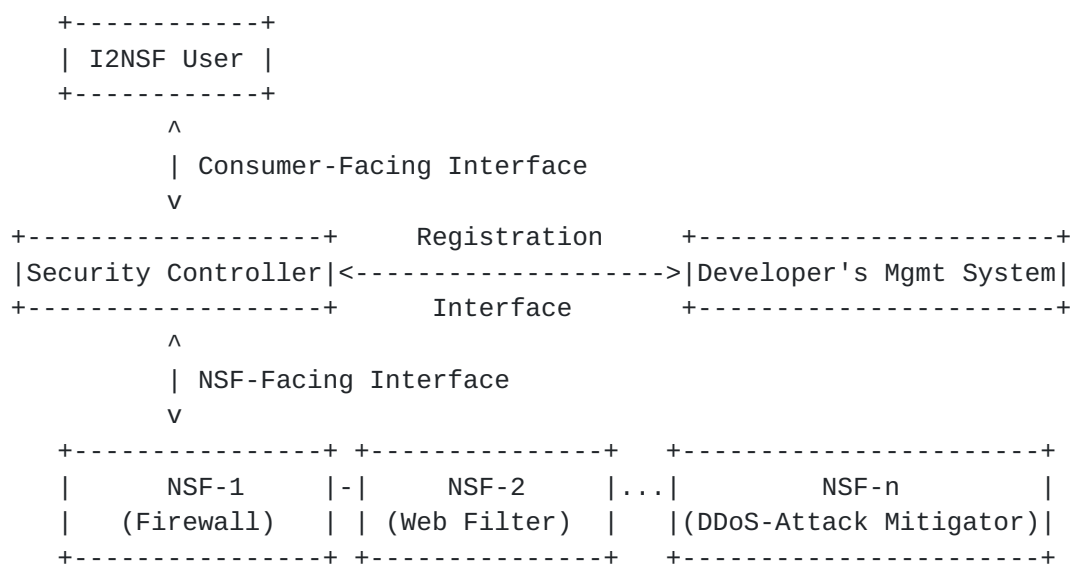 +------------+
| I2NSF User |
+------------+
^
| Consumer-Facing Interface
v
+-------------------+     Registration     +-----------------------+
|Security Controller|<-------------------->|Developer's Mgmt System|
+-------------------+      Interface       +-----------------------+
^
| NSF-Facing Interface
v
+----------------+ +---------------+   +-----------------------+
|      NSF-1     |-|     NSF-2     |...|         NSF-n         |
|   (Firewall)   | | (Web Filter)  |   |(DDoS-Attack Mitigator)|
+----------------+ +---------------+   +-----------------------+